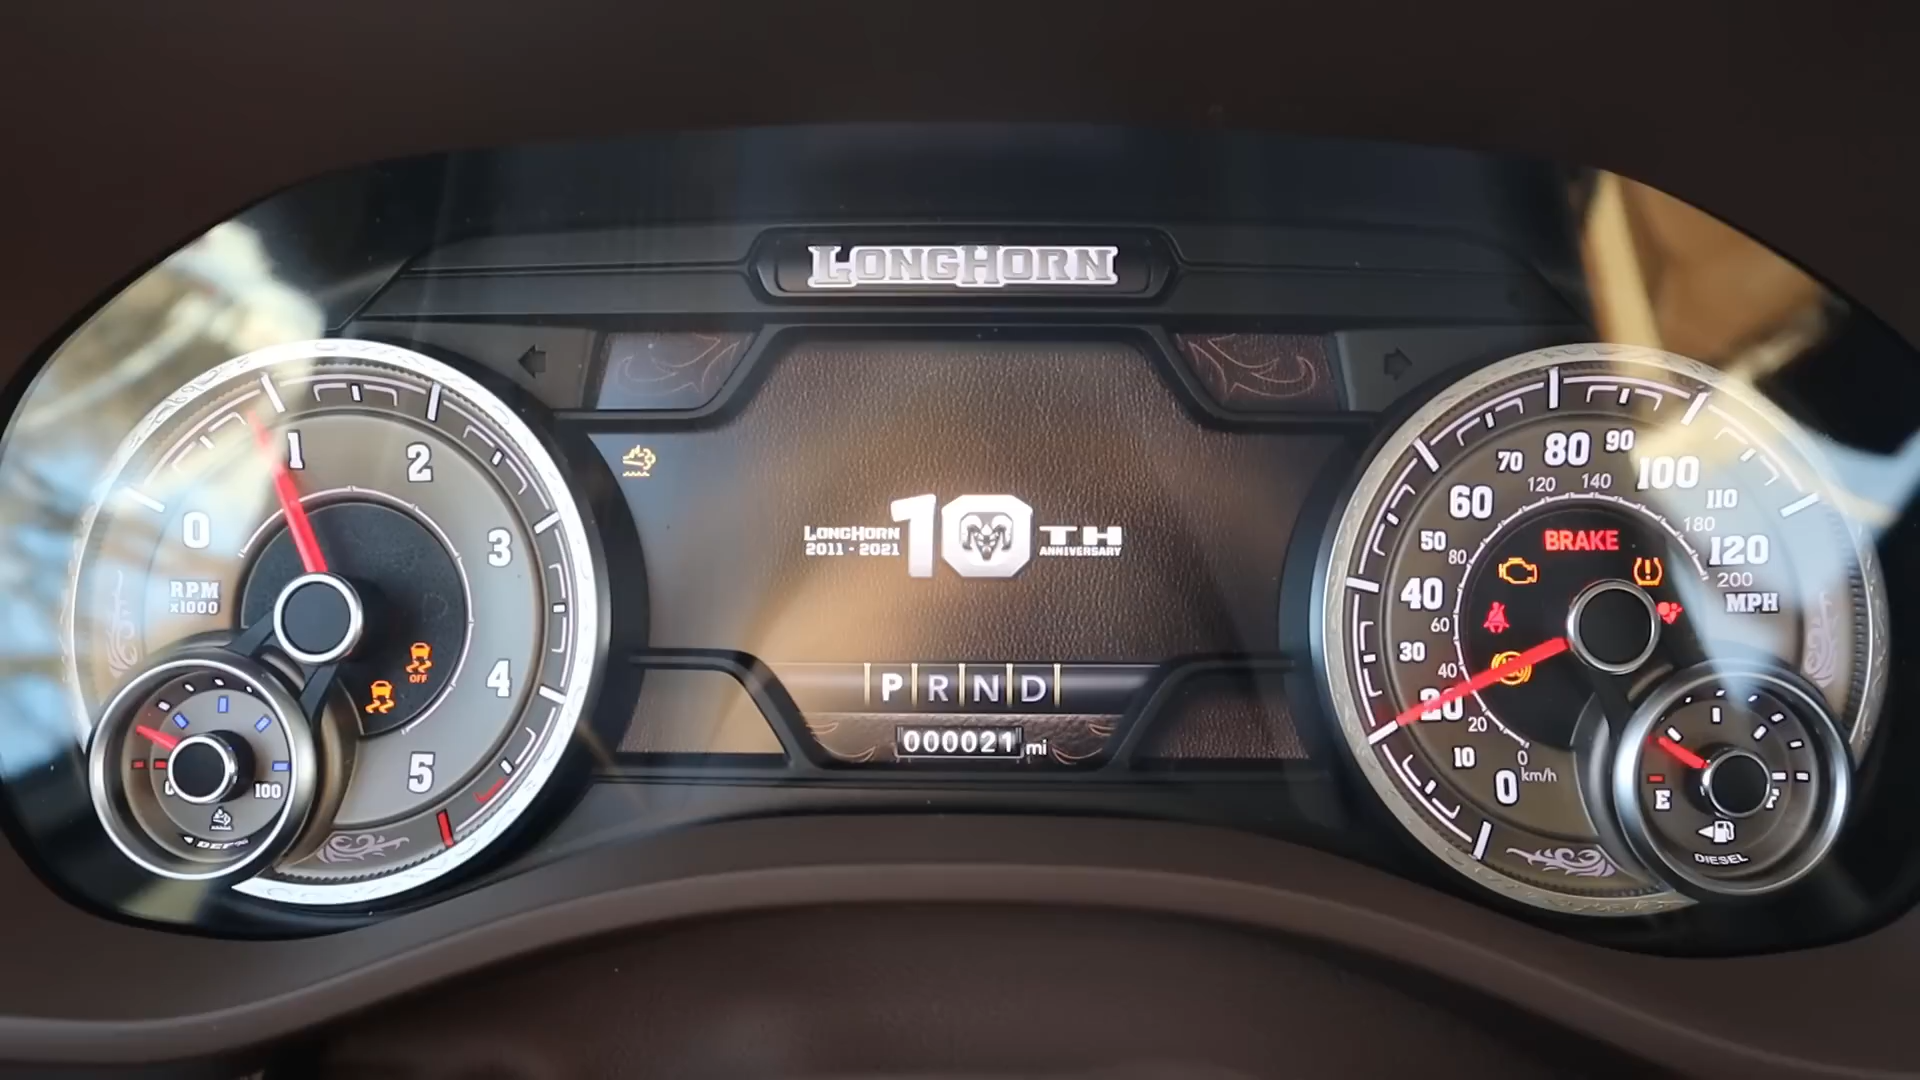 LONGHORN
1
2
0
3
RPM
x1000
4
5
OFF
100
DEF
LONGHORN
2011 - 2021
10
TH
ANNIVERSARY
P R N D
000021 mi
80
90
70
100
120
140
60
110
180
50
80
120
BRAKE
200
40
MPH
60
30
40
20
20
10
0
0
km/h
E
DIESEL